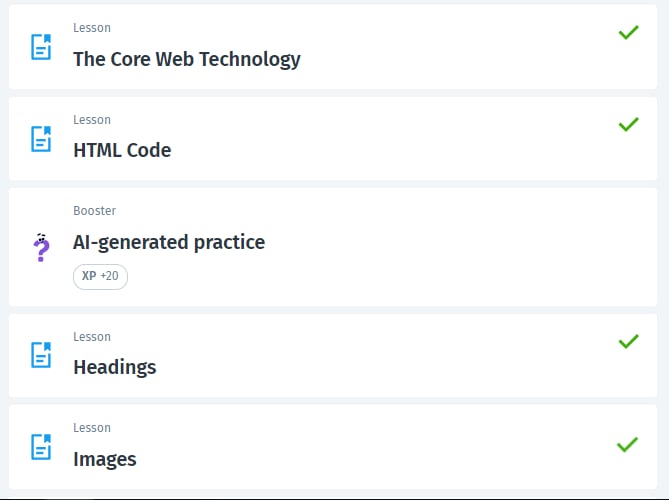 Lesson
The Core Web Technology
Lesson
HTML Code
Booster
AI-generated practice
XP +20
Lesson
Headings
Lesson
Images